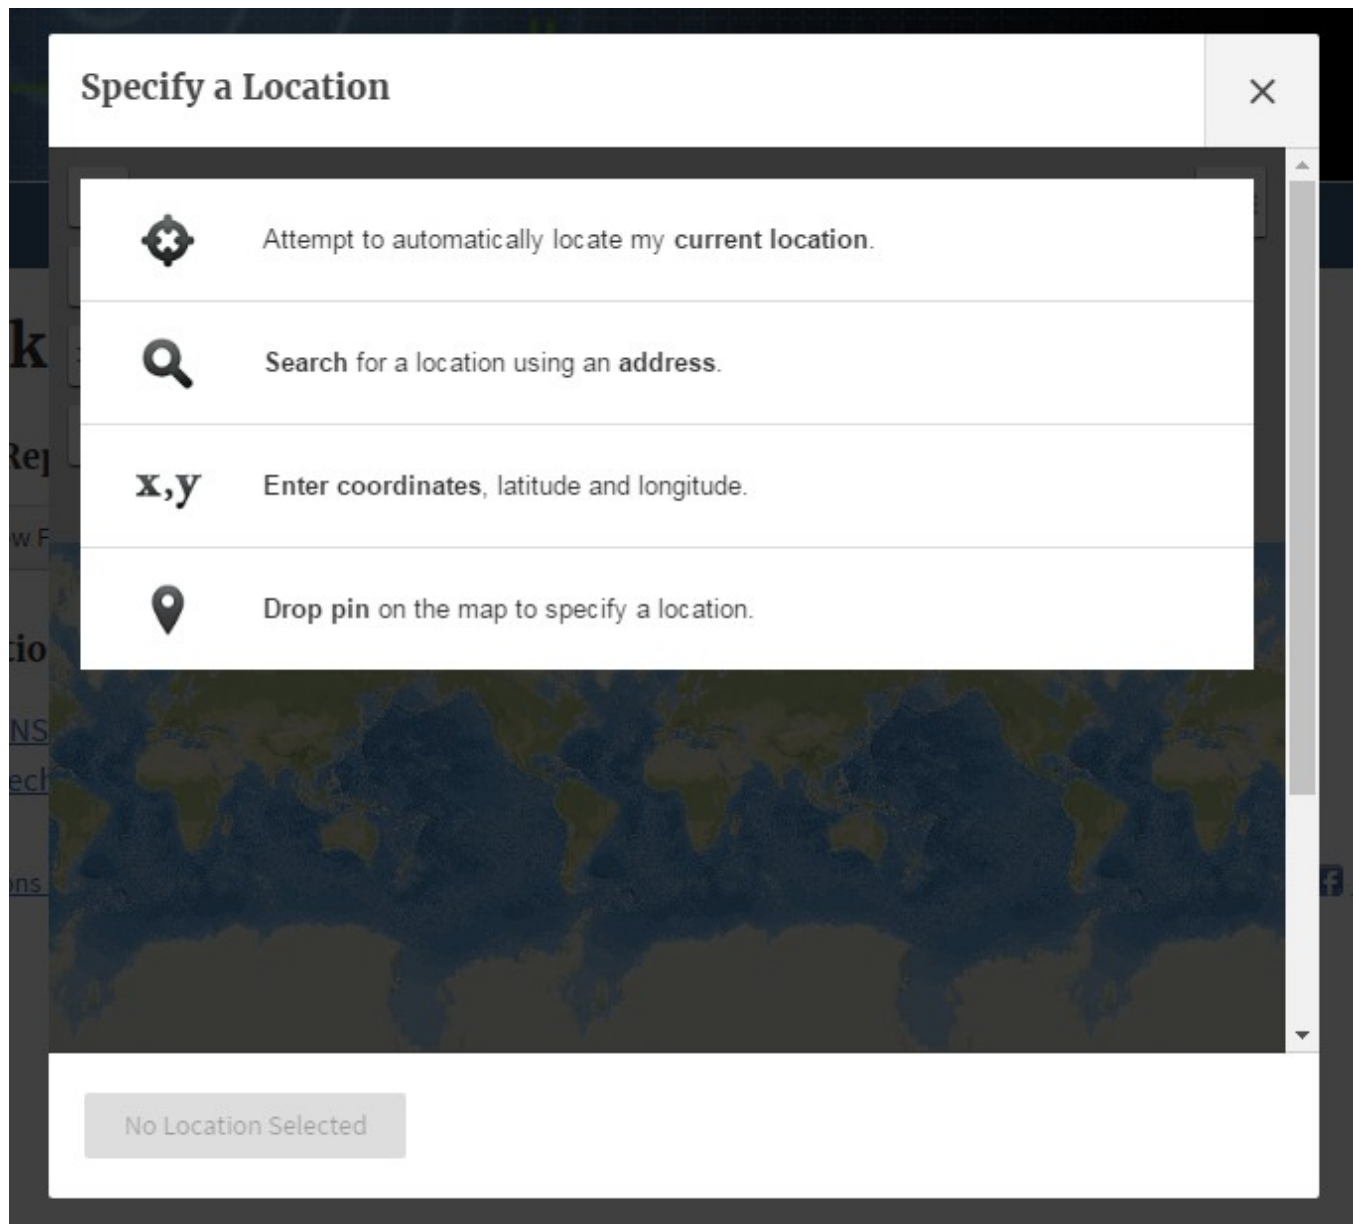 Specify a Location
Attempt to automatically locate my current location.
Search for a location using an address.
x,y Enter coordinates, latitude and longitude.
Drop pin on the map to specify a location.
No Location Selected